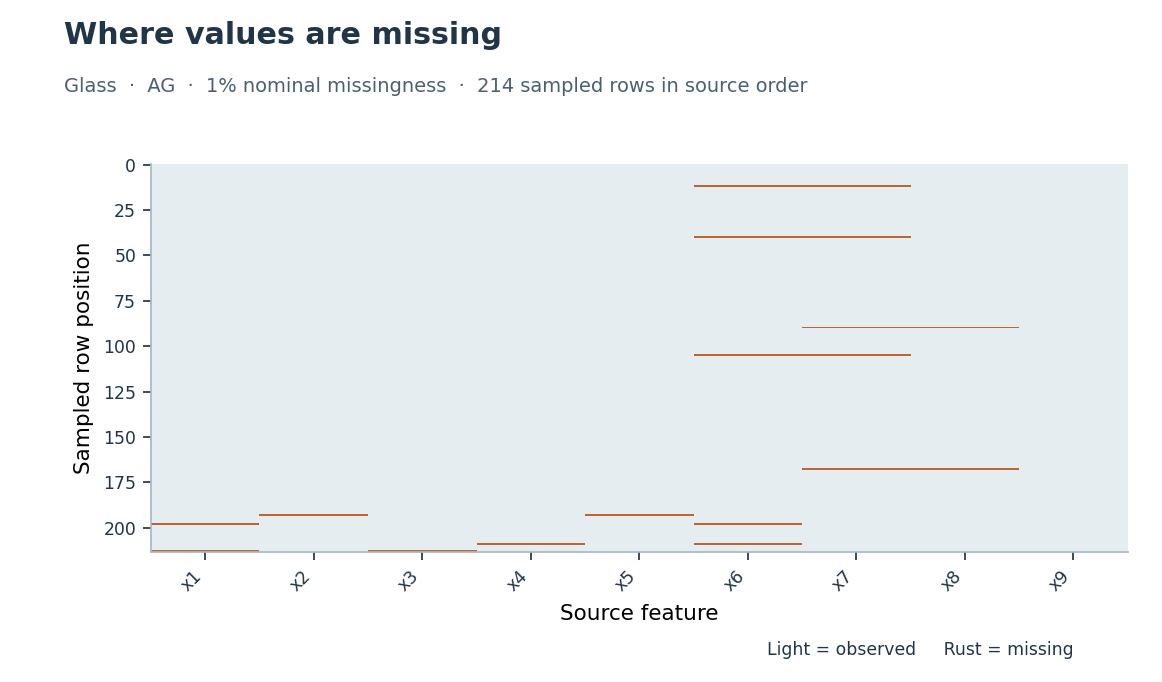 Where values are missing
Glass · AG · 1% nominal missingness · 214 sampled rows in source order
0
25
50
75
100
125
150
175
200
Sampled row position
x1 x2 x3 x4 x5 x6 x7 x8 x9
Source feature
Light = observed Rust = missing